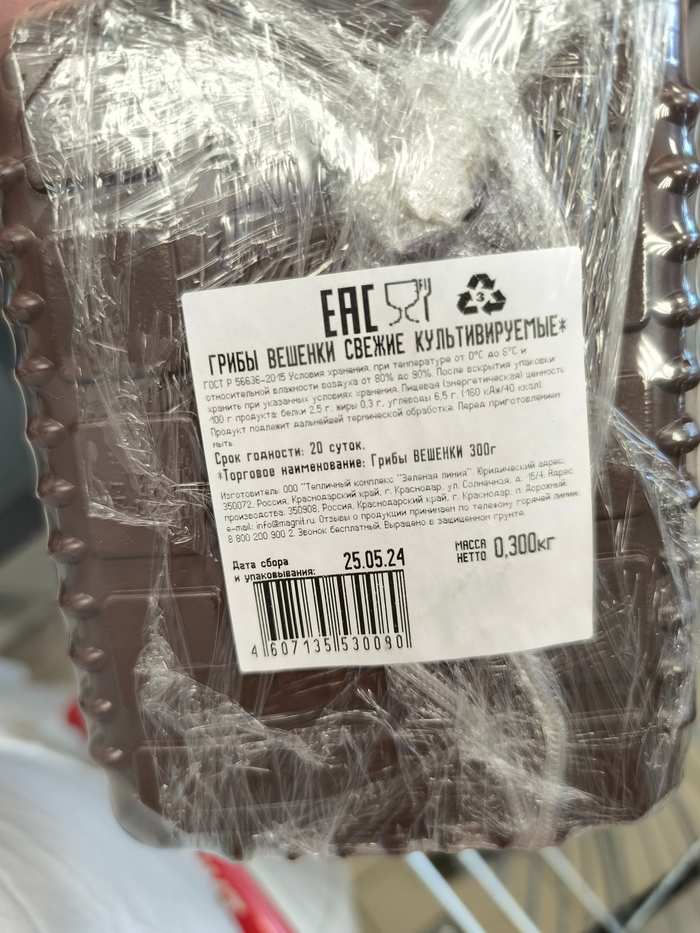 EAC
3
ГРИБЫ ВЕШЕНКИ СВЕЖИЕ КУЛЬТИВИРУЕМЫЕ*
ГОСТ Р 56636-2015 Условия хранения, при температуре от 0°С до 6°С и
относительной влажности воздуха от 80% до 90%. После вскрытия упаковки
хранить при указанных условиях хранения. Пищевая (энергетическая) ценность
100 г продукта: белки 2,5 г, жиры 0,3 г, углеводы 6,5 г. (160 кДж/40 ккал).
Продукт подлежит дальнейшей термической обработке. Перед приготовлением
мыть.
Срок годности: 20 суток.
*Торговое наименование: Грибы ВЕШЕНКИ 300г
Изготовитель: ООО "Тепличный комплекс "Зеленая линия" Юридический адрес:
350072, Россия, Краснодарский край, г. Краснодар, ул. Солнечная, д. 15/4. Адрес
производства: 350908, Россия, Краснодарский край, г. Краснодар, п. Дорожный.
e-mail: info@magnit.ru. Отзывы о продукции принимаем по телефону горячей линии:
8 800 200 900 2. Звонок бесплатный. Выращено в защищенном грунте.
Дата сбора
и упаковывания:
25.05.24
МАССА
НЕТТО
0,300кг
4 607135 530080